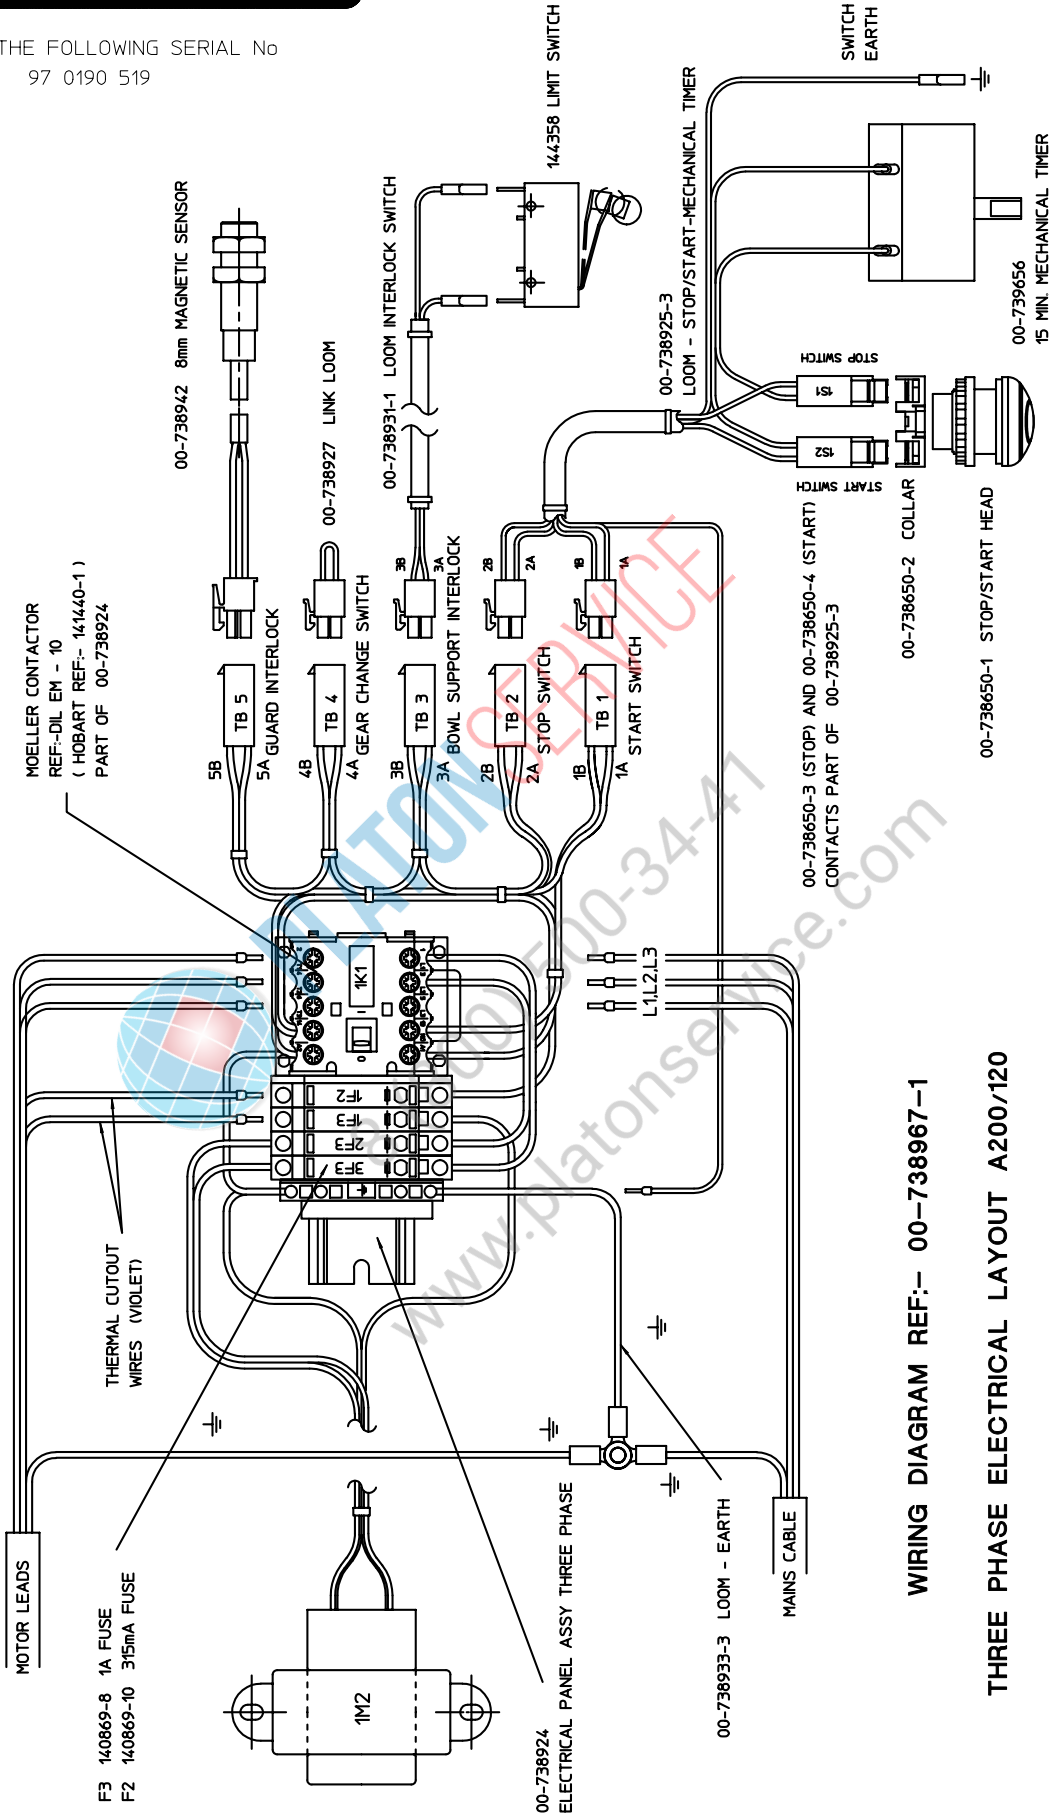 THE FOLLOWING SERIAL No
97 0190 519
SWITCH
EARTH
144358 LIMIT SWITCH
00-738925-3
LOOM - STOP/START-MECHANICAL TIMER
00-739656
15 MIN. MECHANICAL TIMER
00-738942 8mm MAGNETIC SENSOR
00-738927 LINK LOOM
00-738931-1 LOOM INTERLOCK SWITCH
STOP SWITCH
1S1
START SWITCH
1S2
00-738650-2 COLLAR
00-738650-1 STOP/START HEAD
00-738650-3 (STOP) AND 00-738650-4 (START)
CONTACTS PART OF 00-738925-3
MOELLER CONTACTOR
REF:-DIL EM - 10
( HOBART REF:- 141440-1 )
PART OF 00-738924
3B
3A
2B
2A
1B
1A
TB 5
TB 4
TB 3
TB 2
TB 1
5B
5A
GUARD INTERLOCK
4B
4A
GEAR CHANGE SWITCH
3B
3A
BOWL SUPPORT INTERLOCK
2B
2A
STOP SWITCH
1B
1A
START SWITCH
1K1
1F2
1F3
2F3
3F3
L1,L2,L3
THERMAL CUTOUT
WIRES (VIOLET)
MOTOR LEADS
F3 140869-8 1A FUSE
F2 140869-10 315mA FUSE
1M2
00-738924
ELECTRICAL PANEL ASSY THREE PHASE
00-738933-3 LOOM - EARTH
MAINS CABLE
WIRING DIAGRAM REF:- 00-738967-1
THREE PHASE ELECTRICAL LAYOUT A200/120
PLATONSERVICE
8(800)500-34-41
www.platonservice.com